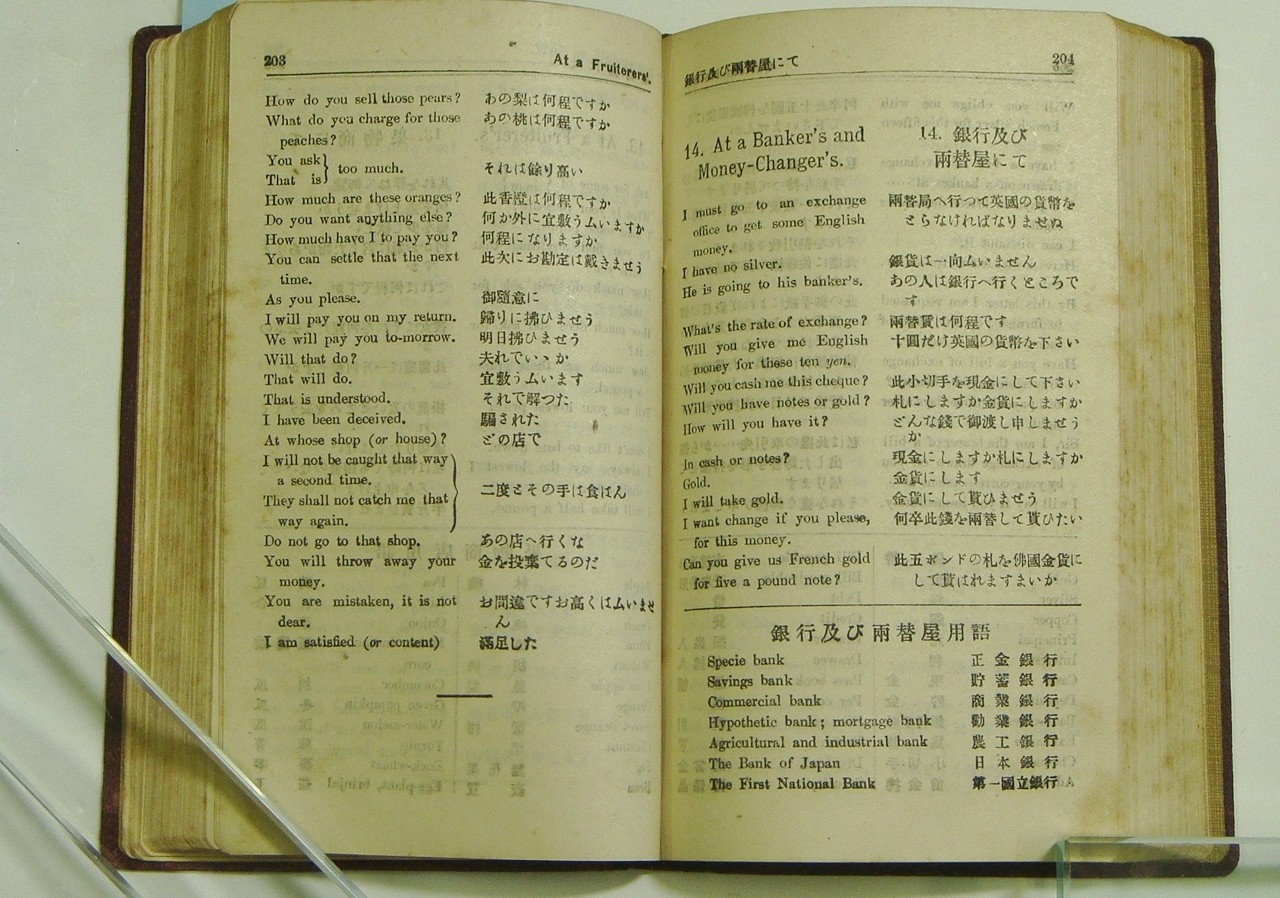 203
At a Fruiterers'.
How do you sell those pears? あの梨は何程ですか
What do you charge for those あの桃は何程ですか
peaches?
You ask
That is } too much. それは餘り高い
How much are these oranges? 此香橙は何程ですか
Do you want anything else? 何か外に宜敷うムいますか
How much have I to pay you? 何程になりますか
You can settle that the next 此次にお勘定は戴きませう
time.
As you please. 御隨意に
I will pay you on my return. 歸りに拂ひませう
We will pay you to-morrow. 明日拂ひませう
Will that do? 夫れでいゝか
That will do. 宜敷うムいます
That is understood. それで解つた
I have been deceived. 騙された
At whose shop (or house)? どの店で
I will not be caught that way
a second time.
They shall not catch me that
way again. } 二度とその手は食はん
Do not go to that shop. あの店へ行くな
You will throw away your 金を投棄てるのだ
money.
You are mistaken, it is not お間違ですお高くはムいませ
dear. ん
I am satisfied (or content) 滿足した
銀行及び兩替屋にて
204
14. At a Banker's and 14. 銀行及び
Money-Changer's. 兩替屋にて
I must go to an exchange 兩替局へ行つて英國の貨幣を
office to get some English とらなければなりませぬ
money.
I have no silver. 銀貨は一向ムいません
He is going to his banker's. あの人は銀行へ行くところで
す
What's the rate of exchange? 兩替賃は何程です
Will you give me English 十圓だけ英國の貨幣を下さい
money for these ten yen.
Will you cash me this cheque? 此小切手を現金にして下さい
Will you have notes or gold? 札にしますか金貨にしますか
How will you have it? どんな錢で御渡し申しませう
か
In cash or notes? 現金にしますか札にしますか
Gold. 金貨にします
I will take gold. 金貨にして貰ひませう
I want change if you please, 何卒此錢を兩替して貰ひたい
for this money.
Can you give us French gold 此五ポンドの札を佛國金貨に
for five a pound note? して貰はれますまいか
銀行及び兩替屋用語
Specie bank 正金銀行
Savings bank 貯蓄銀行
Commercial bank 商業銀行
Hypothetic bank; mortgage bank 勸業銀行
Agricultural and industrial bank 農工銀行
The Bank of Japan 日本銀行
The First National Bank 第一國立銀行